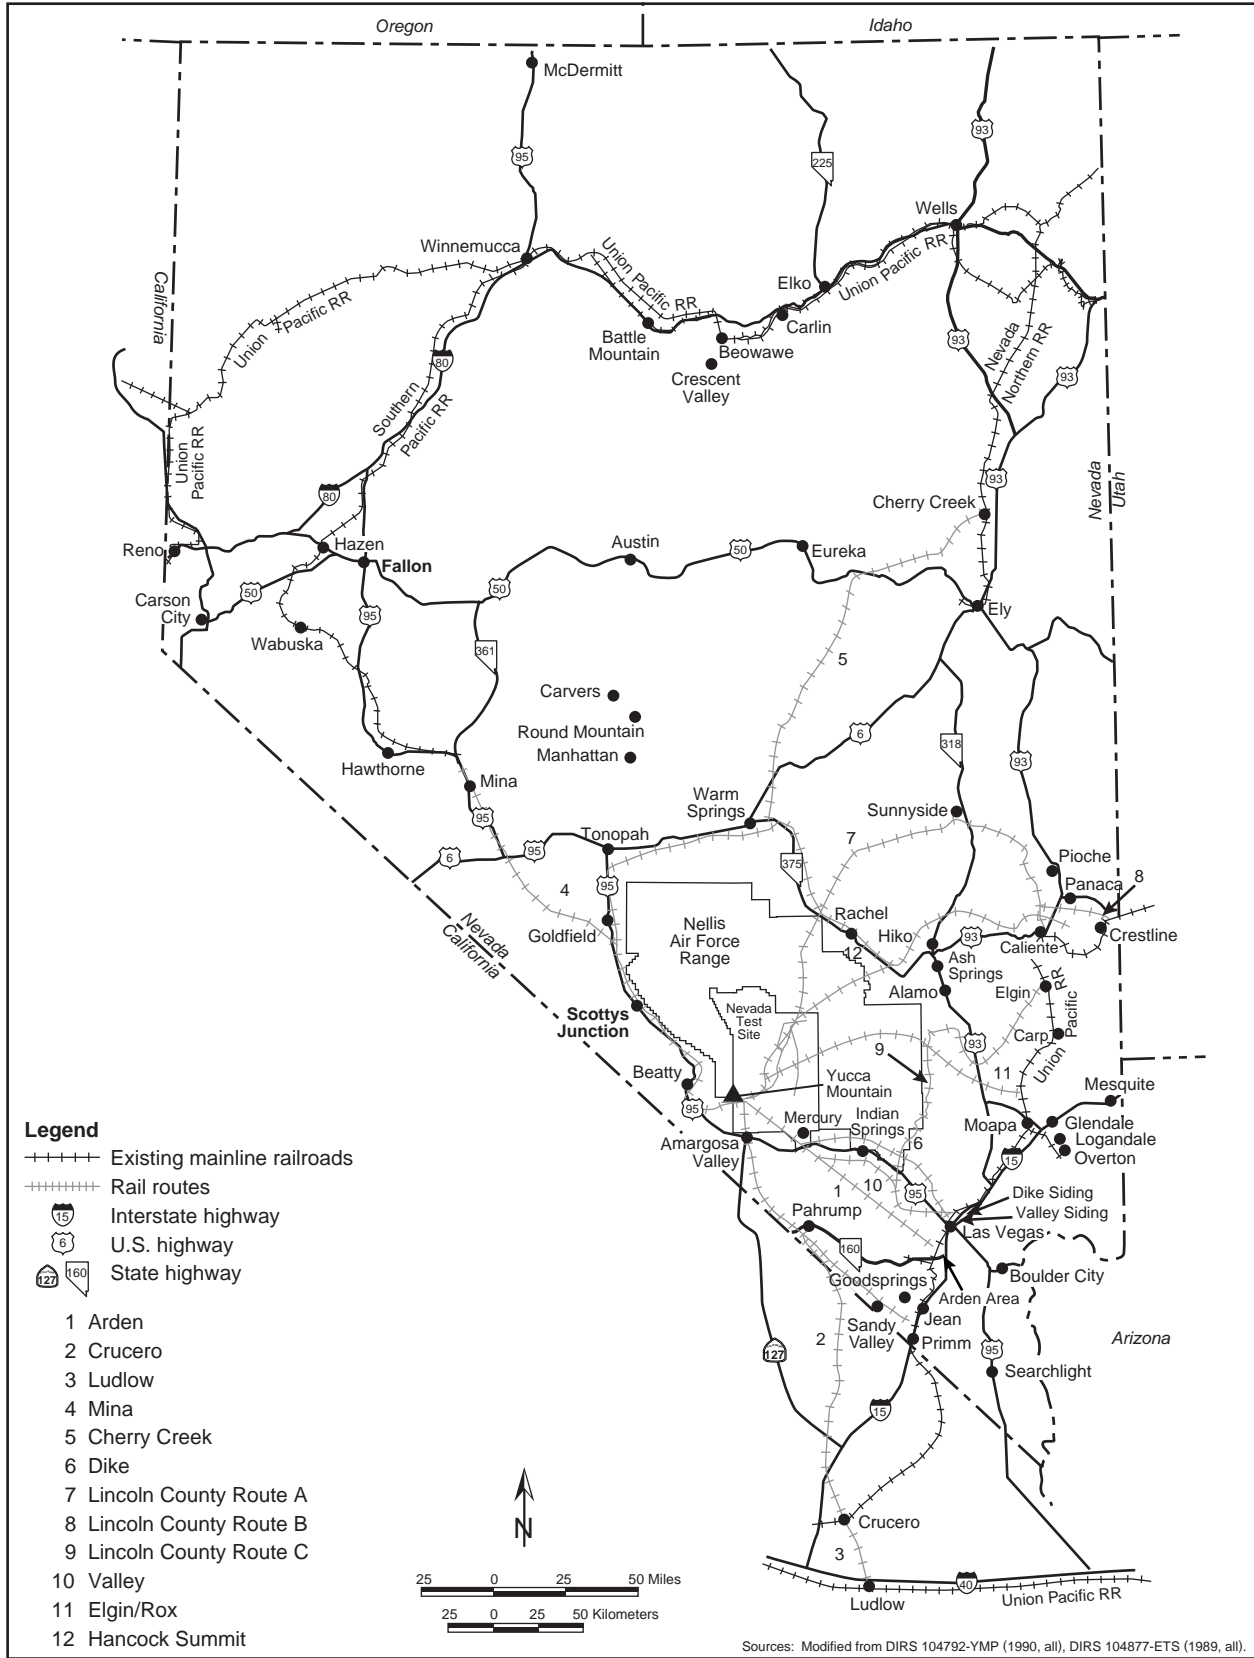 Oregon
Idaho
McDermitt
95
225
93
Wells
Winnemucca
Union
Pacific
RR
Union Pacific RR
Elko
California
Union
Pacific RR
Battle
Mountain
Carlin
Beowawe
Crescent
Valley
93
Nevada
Northern RR
93
80
Southern
Pacific RR
Union
Pacific RR
80
93
Nevada
Utah
Cherry Creek
Reno
Hazen
Fallon
Austin
50
Eureka
Carson
City
50
95
50
Ely
Wabuska
361
5
Carvers
Round Mountain
Manhattan
6
318
93
Hawthorne
Mina
95
Warm
Springs
Sunnyside
Tonopah
7
6
95
375
Pioche
8
Panaca
95
4
Goldfield
Nevada
California
Nellis
Air Force
Range
Rachel
Hiko
93
Caliente
Crestline
12
Ash
Springs
Elgin
Alamo
RR
Pacific
Union
Scottys
Junction
Nevada
Test
Site
93
Carp
9
11
Beatty
Yucca
Mountain
Mesquite
95
Mercury
Indian
Springs
Moapa
Glendale
Logandale
Overton
Amargosa
Valley
6
15
1
10
95
Dike Siding
Valley Siding
Las Vegas
Pahrump
160
Goodsprings
Boulder City
Arden Area
Jean
Sandy
Valley
Primm
Arizona
2
127
95
Searchlight
15
Crucero
3
40
Ludlow
Union Pacific RR
Legend
Existing mainline railroads
Rail routes
15 Interstate highway
6 U.S. highway
127 160 State highway
1 Arden
2 Crucero
3 Ludlow
4 Mina
5 Cherry Creek
6 Dike
7 Lincoln County Route A
8 Lincoln County Route B
9 Lincoln County Route C
10 Valley
11 Elgin/Rox
12 Hancock Summit
N
25 0 25 50 Miles
25 0 25 50 Kilometers
Sources: Modified from DIRS 104792-YMP (1990, all), DIRS 104877-ETS (1989, all).